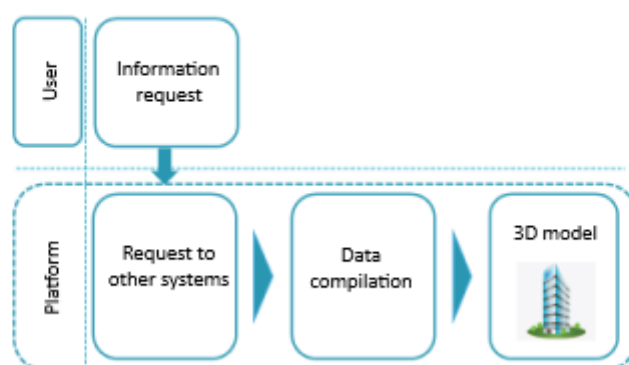 User
Information
request
Platform
Request to
other systems
Data
compilation
3D model